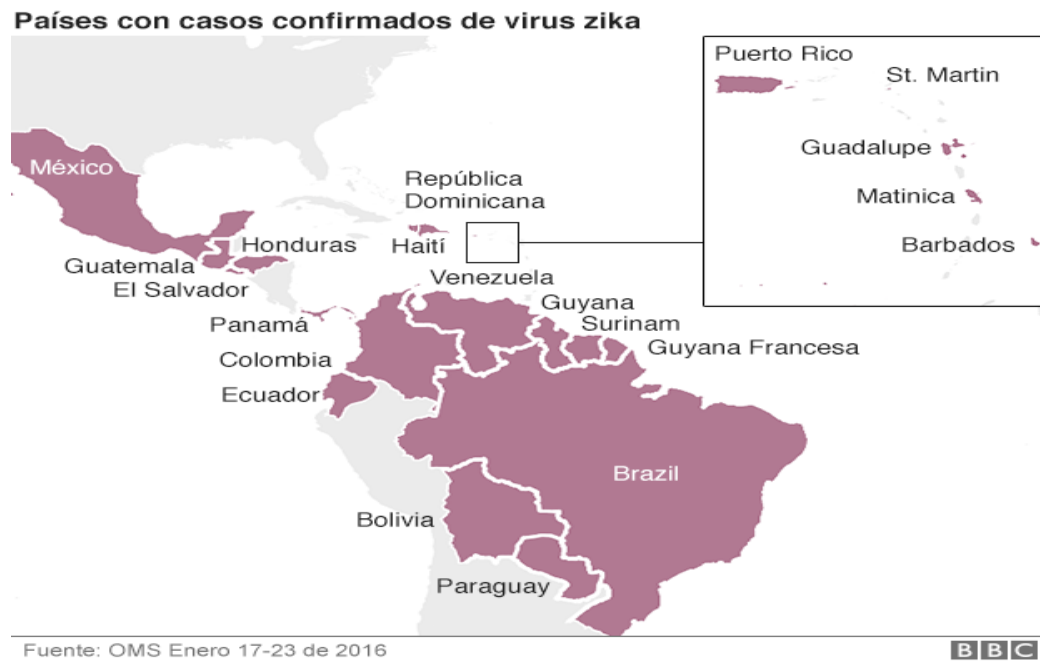 Países con casos confirmados de virus zika
Puerto Rico
St. Martin
Guadalupe
Matinica
Barbados
México
República
Dominicana
Haití
Honduras
Guatemala
El Salvador
Venezuela
Guyana
Surinam
Guyana Francesa
Panamá
Colombia
Ecuador
Brazil
Bolivia
Paraguay
Fuente: OMS Enero 17-23 de 2016
BBC